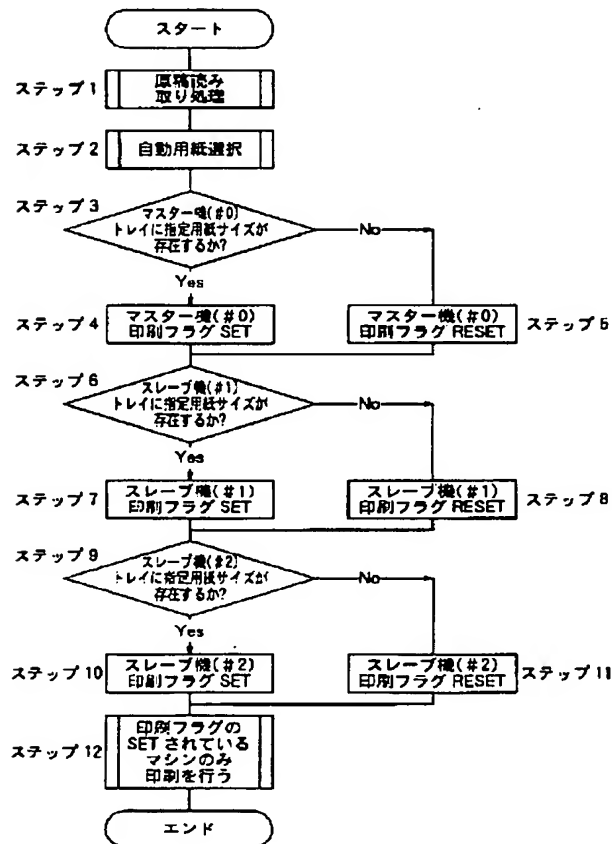 スタート
ステップ 1
原稿読み
取り処理
ステップ 2
自動用紙選択
ステップ 3
マスター機(#0)
トレイに指定用紙サイズが
存在するか?
No
Yes
ステップ 4
マスター機(#0)
印刷フラグ SET
マスター機(#0)
印刷フラグ RESET
ステップ 5
ステップ 6
スレーブ機(#1)
トレイに指定用紙サイズが
存在するか?
No
Yes
ステップ 7
スレーブ機(#1)
印刷フラグ SET
スレーブ機(#1)
印刷フラグ RESET
ステップ 8
ステップ 9
スレーブ機(#2)
トレイに指定用紙サイズが
存在するか?
No
Yes
ステップ 10
スレーブ機(#2)
印刷フラグ SET
スレーブ機(#2)
印刷フラグ RESET
ステップ 11
ステップ 12
印刷フラグの
SET されている
マシンのみ
印刷を行う
エンド